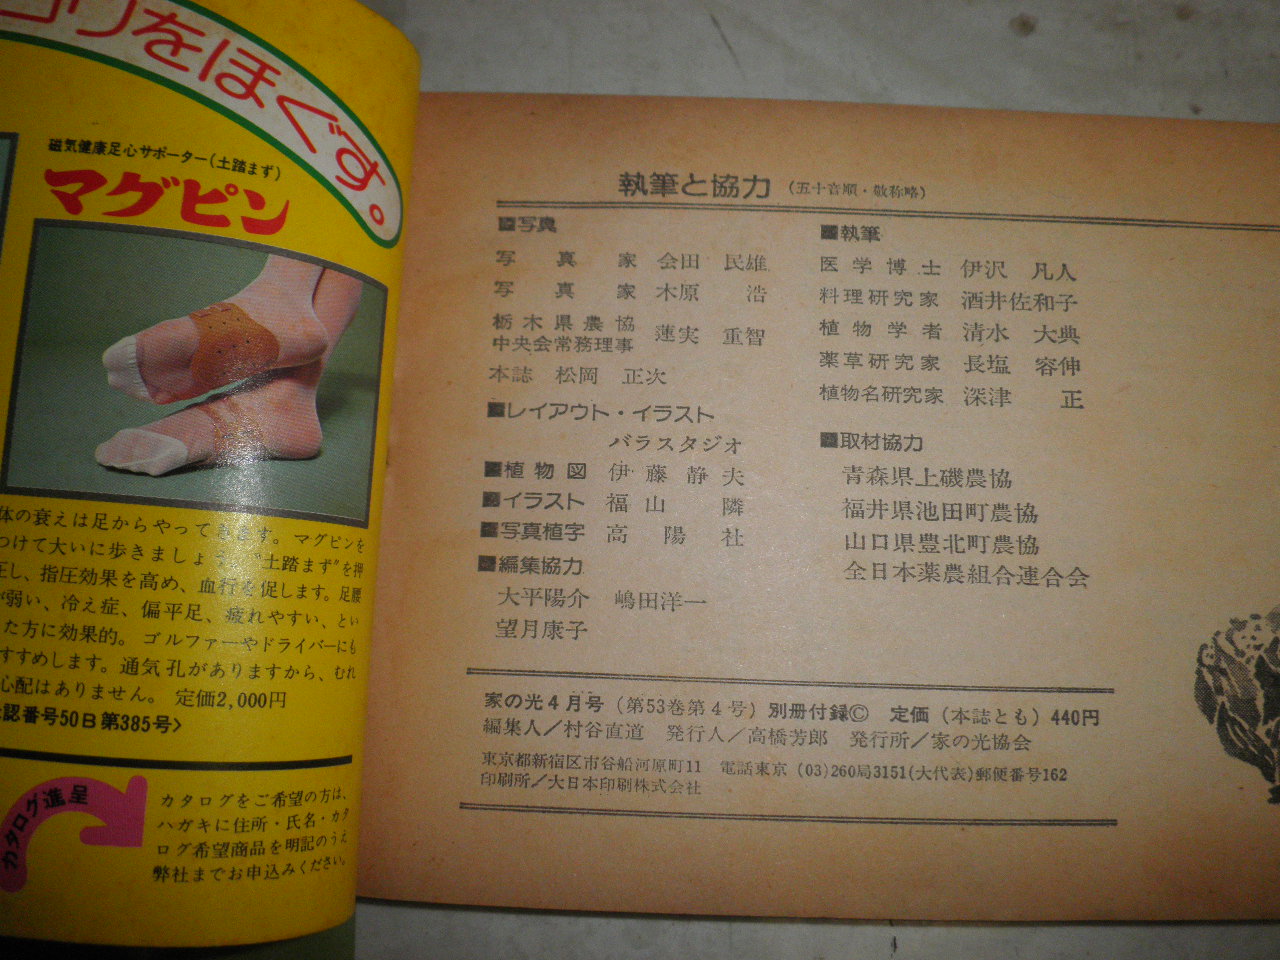 コリをほぐす。
磁気健康足心サポーター(土踏まず)
マグピン
体の衰えは足からやってきます。マグピンを
つけて大いに歩きましょう。"土踏まず"を押
圧し、指圧効果を高め、血行を促します。足腰
が弱い、冷え症、偏平足、疲れやすい、とい
た方に効果的。ゴルファーやドライバーにも
すすめします。通気孔がありますから、むれ
心配はありません。定価2,000円
認番号50B第385号>
カタログ進呈
カタログをご希望の方は、
ハガキに住所・氏名・カタ
ログ希望商品を明記のうえ
弊社までお申込みください。
執筆と協力(五十音順・敬称略)
■写真
写真家 会田 民雄
写真家 木原 浩
栃木県農協
中央会常務理事 蓮実 重智
本誌 松岡 正次
■レイアウト・イラスト
バラスタジオ
■植物図 伊藤静夫
■イラスト 福山 隣
■写真植字 高陽社
■編集協力
大平陽介 嶋田洋一
望月康子
■執筆
医学博士 伊沢 凡人
料理研究家 酒井佐和子
植物学者 清水 大典
薬草研究家 長塩 容伸
植物名研究家 深津 正
■取材協力
青森県上磯農協
福井県池田町農協
山口県豊北町農協
全日本薬農組合連合会
家の光4月号(第53巻第4号)別冊付録© 定価(本誌とも)440円
編集人/村谷直道 発行人/高橋芳郎 発行所/家の光協会
東京都新宿区市谷船河原町11 電話東京(03)260局3151(大代表)郵便番号162
印刷所/大日本印刷株式会社